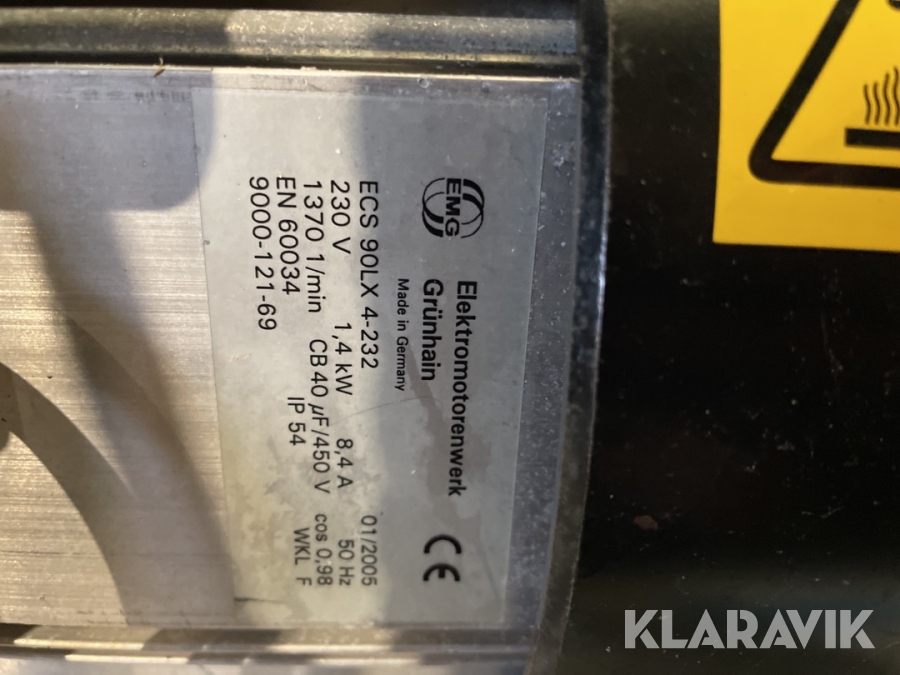 EMG
Elektromotorenwerk
Grünhain
Made in Germany
CE
ECS 90LX 4-232 01/2005
230 V 1,4 kW 8,4 A 50 Hz
1370 1/min CB 40 µF/450 V cos 0,98
EN 60034 IP 54 WKL F
9000-121-69
KLARAVIK